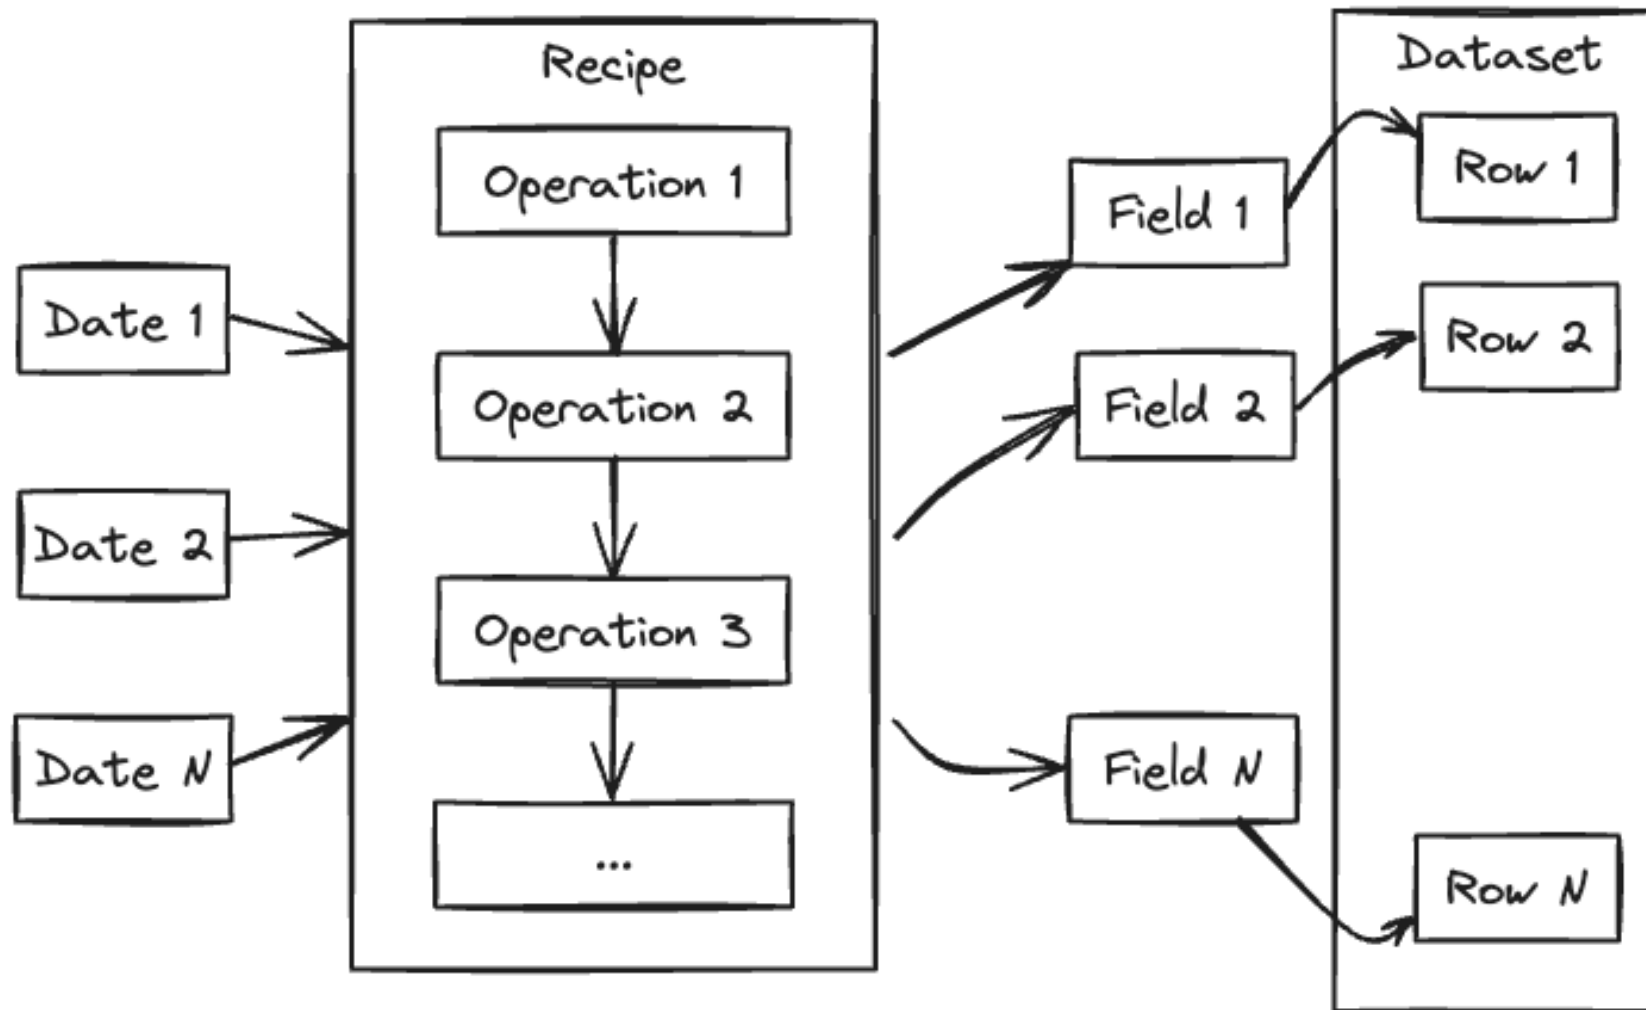 Recipe
Operation 1
Operation 2
Operation 3
...
Date 1
Date 2
Date N
Field 1
Field 2
Field N
Dataset
Row 1
Row 2
Row N